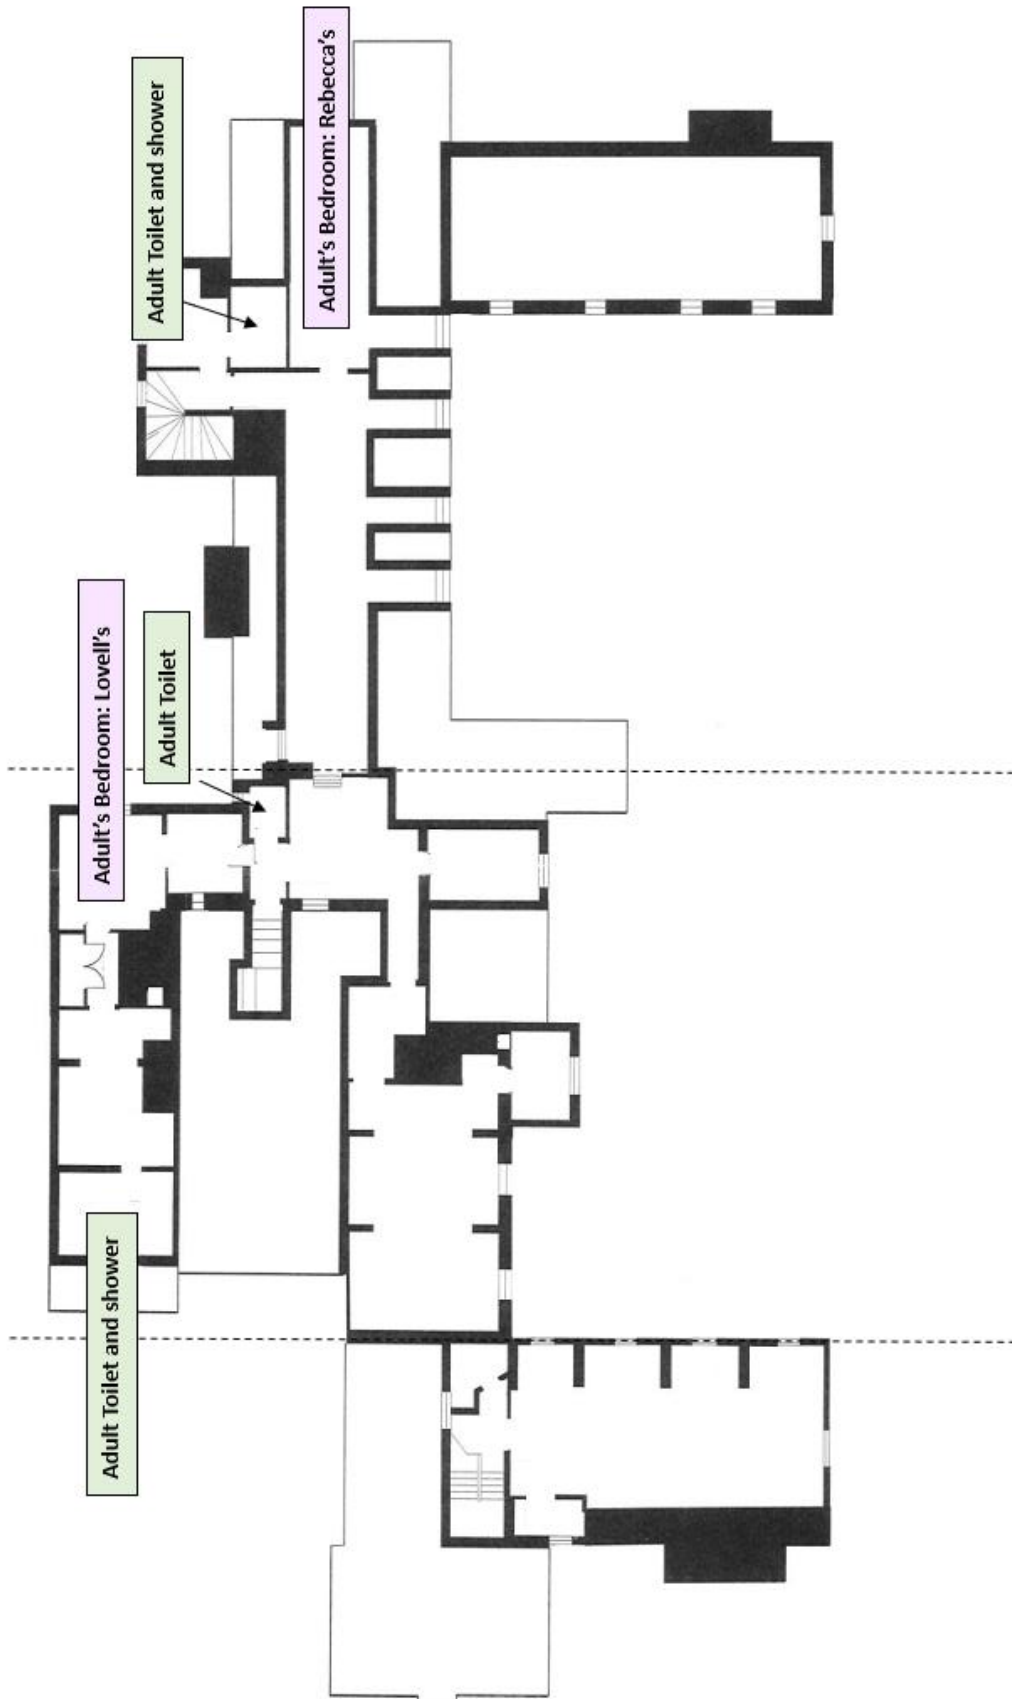 Adult Toilet and shower
Adult's Bedroom: Rebecca's
Adult's Bedroom: Lovell's
Adult Toilet
Adult Toilet and shower